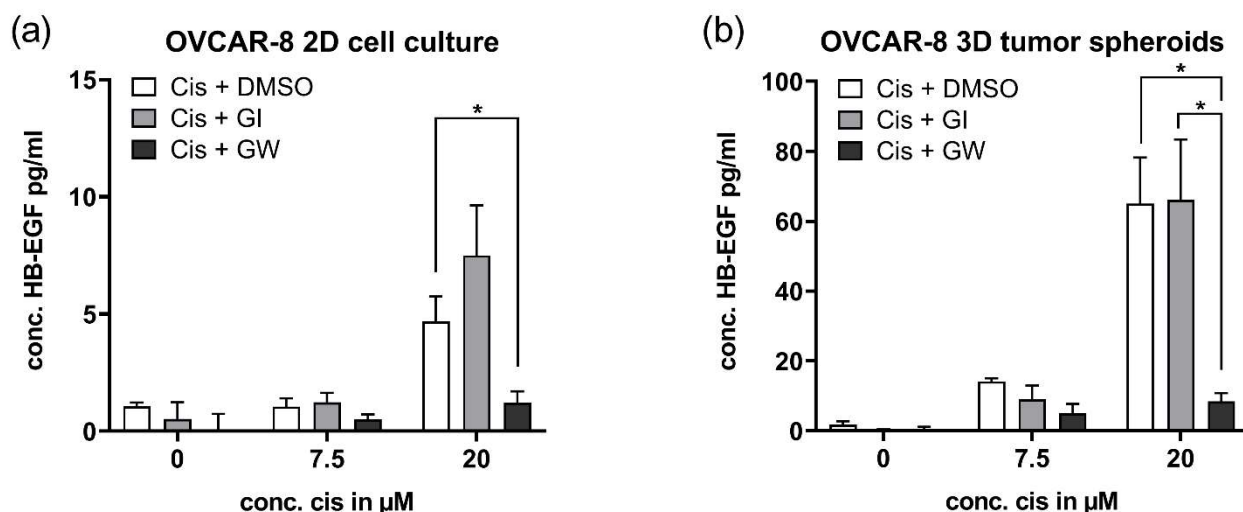 (a)
OVCAR-8 2D cell culture
15
10
5
0
conc. HB-EGF pg/ml
Cis + DMSO
Cis + GI
Cis + GW
*
0 7.5 20
conc. cis in µM
(b)
OVCAR-8 3D tumor spheroids
100
80
60
40
20
0
conc. HB-EGF pg/ml
Cis + DMSO
Cis + GI
Cis + GW
*
*
0 7.5 20
conc. cis in µM